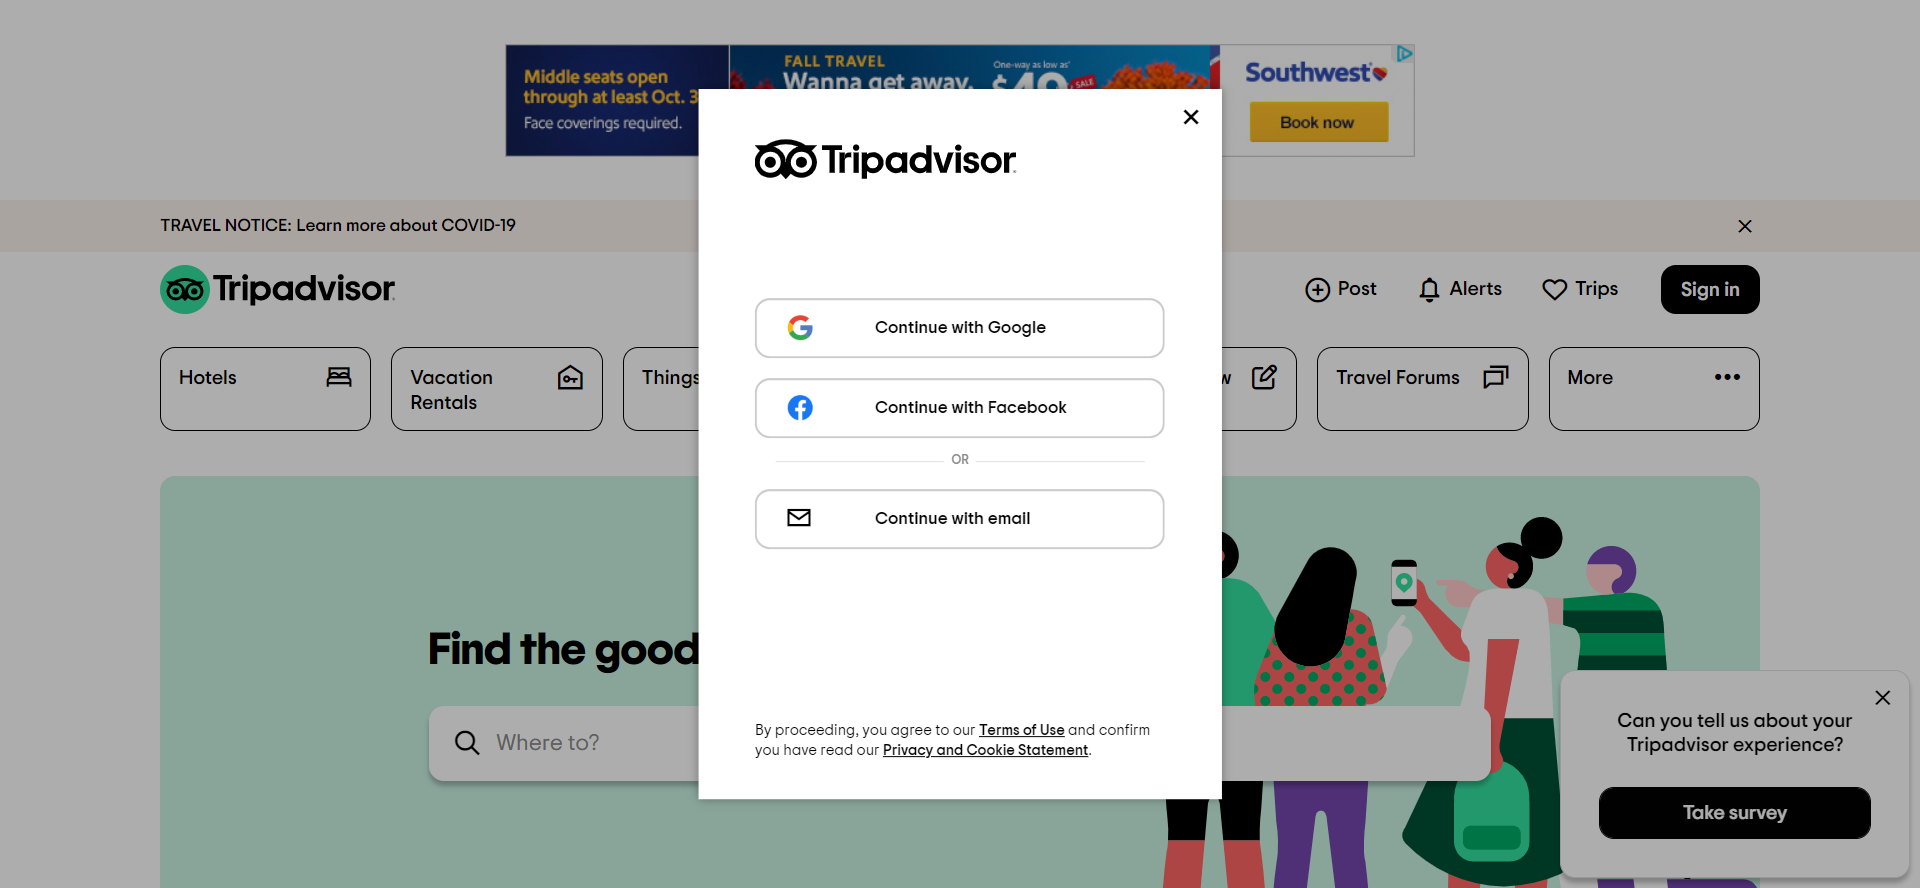 Middle seats open
through at least Oct. 3
Face coverings required.
FALL TRAVEL
Wanna get away.
One-way as low as*
$49
SALE
Southwest
Book now
Tripadvisor
TRAVEL NOTICE: Learn more about COVID-19
Tripadvisor
Post
Alerts
Trips
Sign in
Continue with Google
Continue with Facebook
OR
Continue with email
Hotels
Vacation
Rentals
Things
w
Travel Forums
More
Find the good
Where to?
By proceeding, you agree to our Terms of Use and confirm
you have read our Privacy and Cookie Statement.
Can you tell us about your
Tripadvisor experience?
Take survey